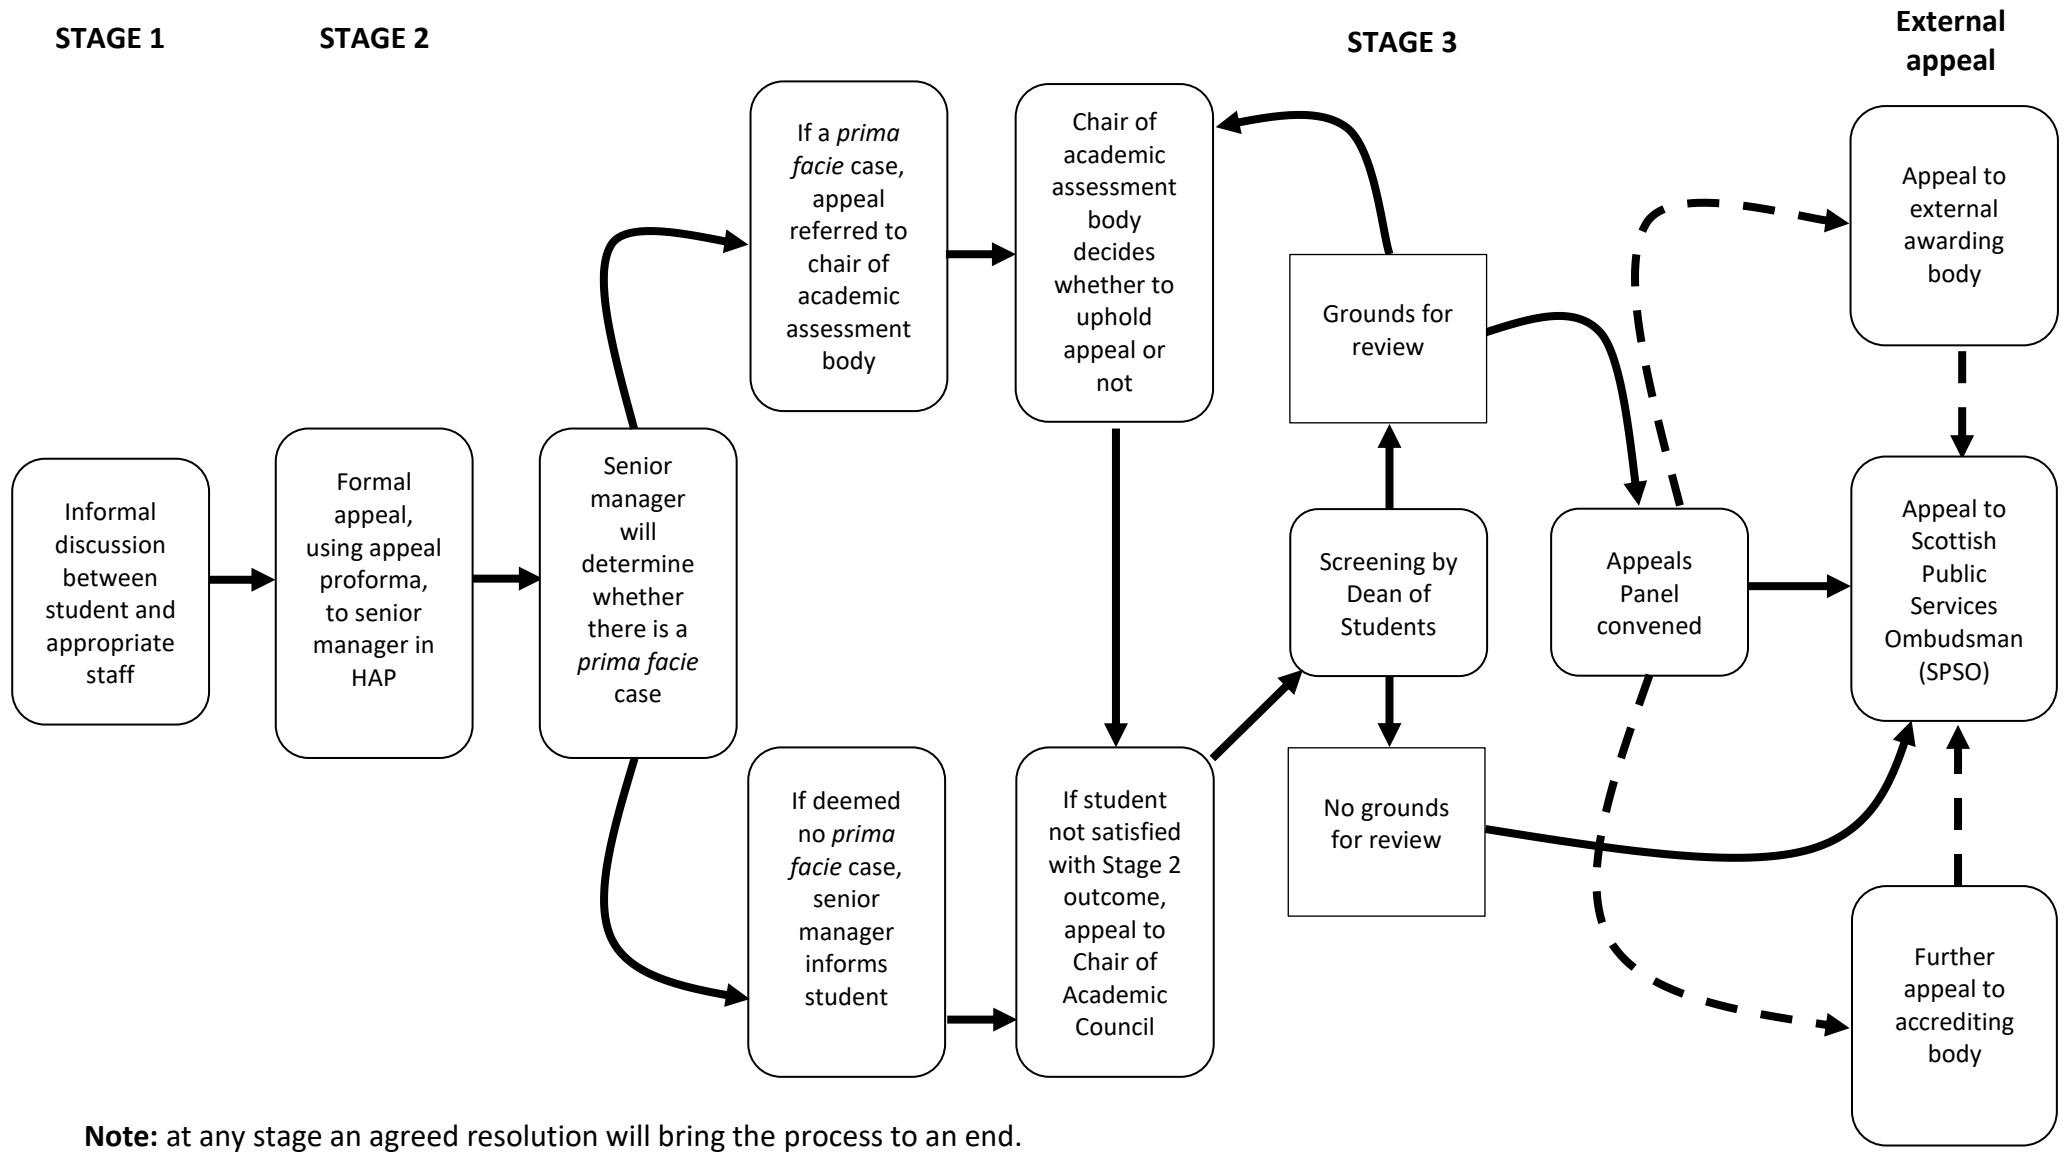 STAGE 1
STAGE 2
STAGE 3
External
appeal
Informal
discussion
between
student and
appropriate
staff
Formal
appeal,
using appeal
proforma,
to senior
manager in
HAP
Senior
manager
will
determine
whether
there is a
prima facie
case
If a prima
facie case,
appeal
referred to
chair of
academic
assessment
body
Chair of
academic
assessment
body
decides
whether to
uphold
appeal or
not
If deemed
no prima
facie case,
senior
manager
informs
student
If student
not satisfied
with Stage 2
outcome,
appeal to
Chair of
Academic
Council
Screening by
Dean of
Students
Grounds for
review
No grounds
for review
Appeals
Panel
convened
Appeal to
external
awarding
body
Appeal to
Scottish
Public
Services
Ombudsman
(SPSO)
Further
appeal to
accrediting
body
Note: at any stage an agreed resolution will bring the process to an end.